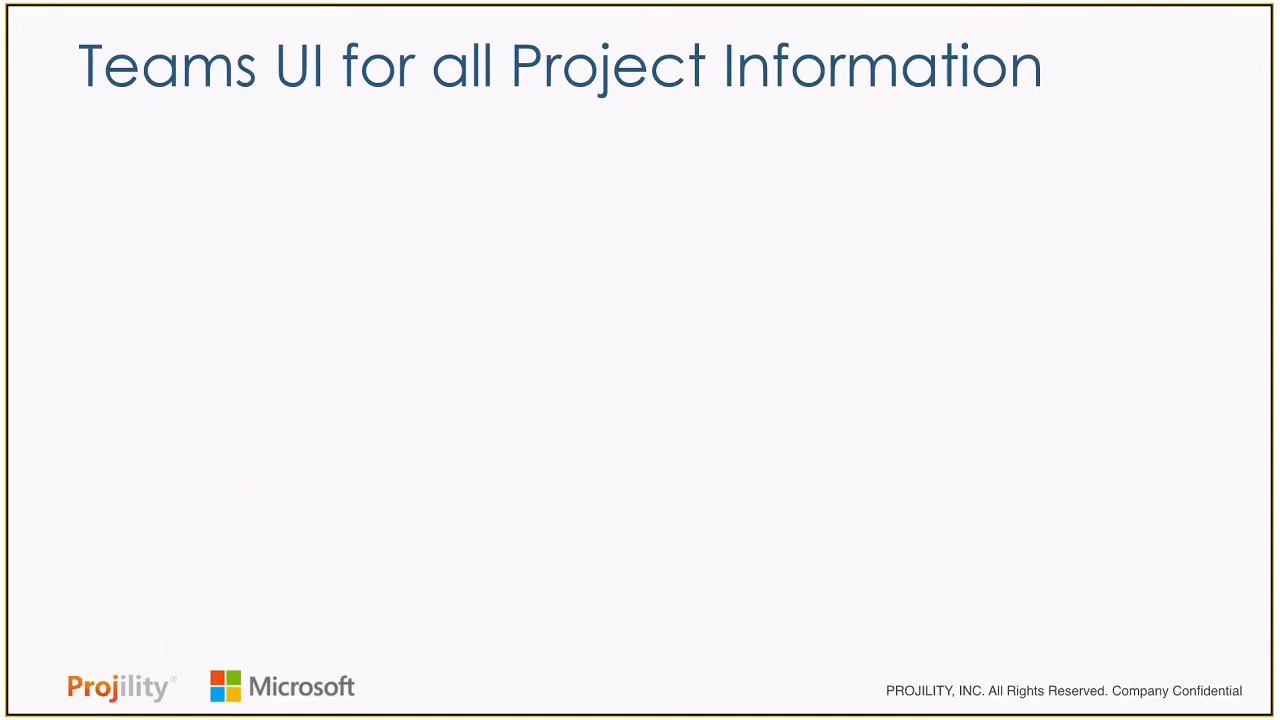 Teams UI for all Project Information
Projility®
Microsoft
PROJILITY, INC. All Rights Reserved. Company Confidential